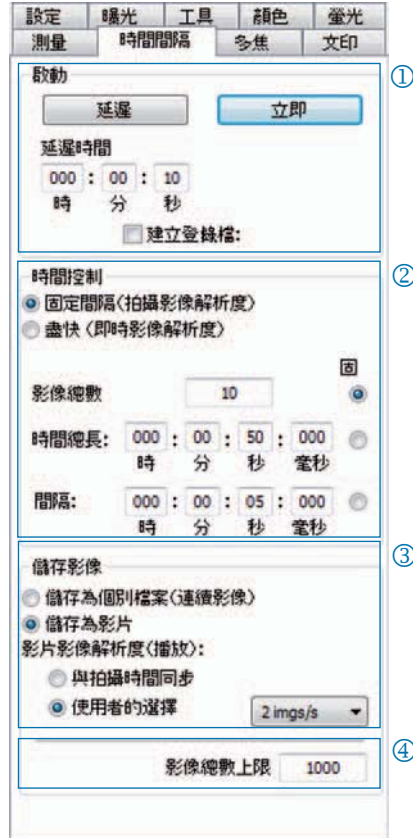 設定 曝光 工具 顏色 螢光
測量 時間間隔 多焦 文印
啟動 ①
延遲 立即
延遲時間
000 : 00 : 10
時 分 秒
建立登錄檔:
時間控制 ②
固定間隔(拍攝影像解析度)
盡快 (即時影像解析度)
固
影像總數 10
時間總長: 000 : 00 : 50 : 000
時 分 秒 毫秒
間隔: 000 : 00 : 05 : 000
時 分 秒 毫秒
③
儲存影像
儲存為個別檔案(連續影像)
儲存為影片
影片影像解析度(播放):
與拍攝時間同步
使用者的選擇 2 imgs/s
④
影像總數上限 1000